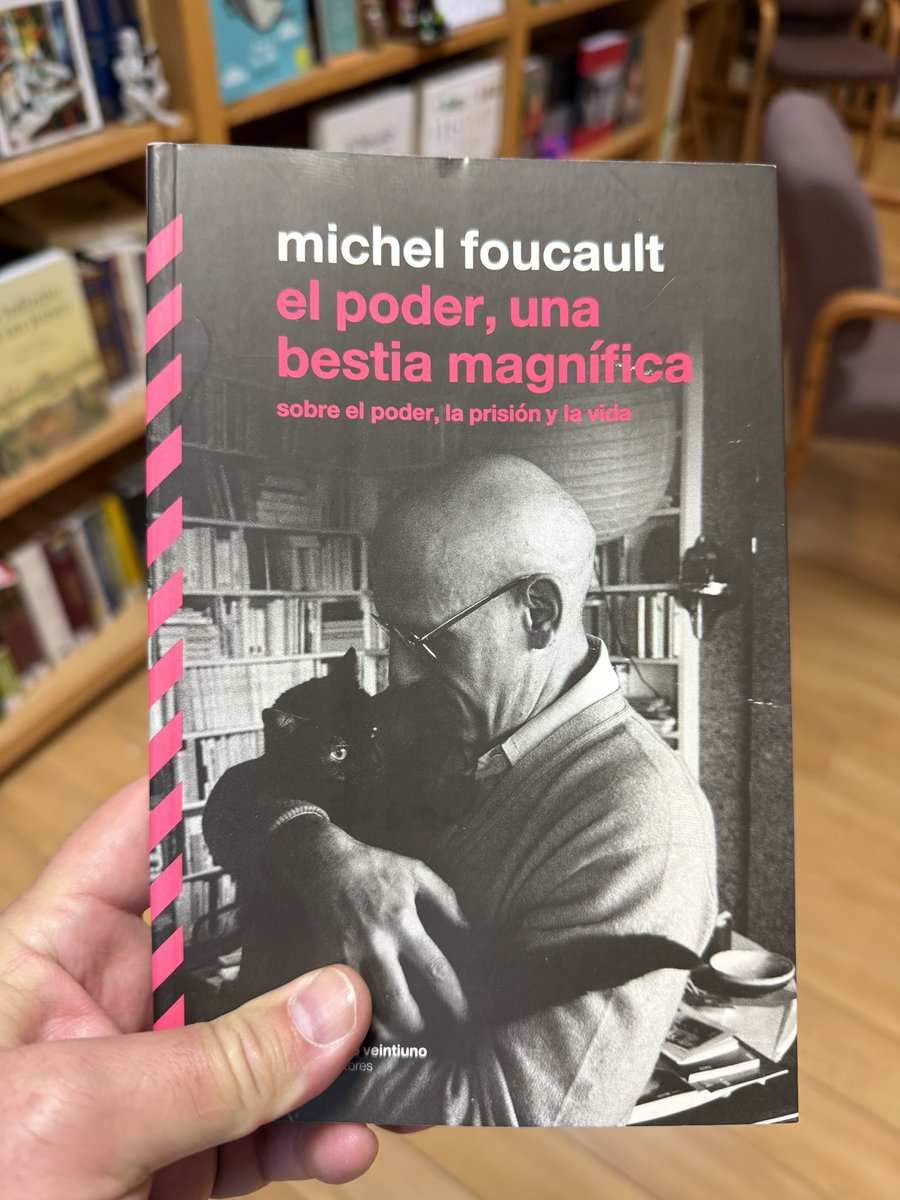 michel foucault
el poder, una
bestia magnífica
sobre el poder, la prisión y la vida
veintiuno